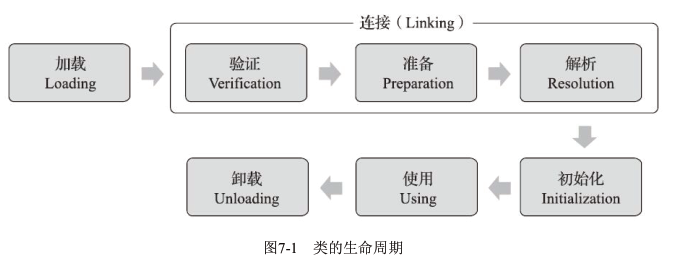 连接（Linking）
加载
Loading
验证
Verification
准备
Preparation
解析
Resolution
初始化
Initialization
使用
Using
卸载
Unloading
图7-1 类的生命周期